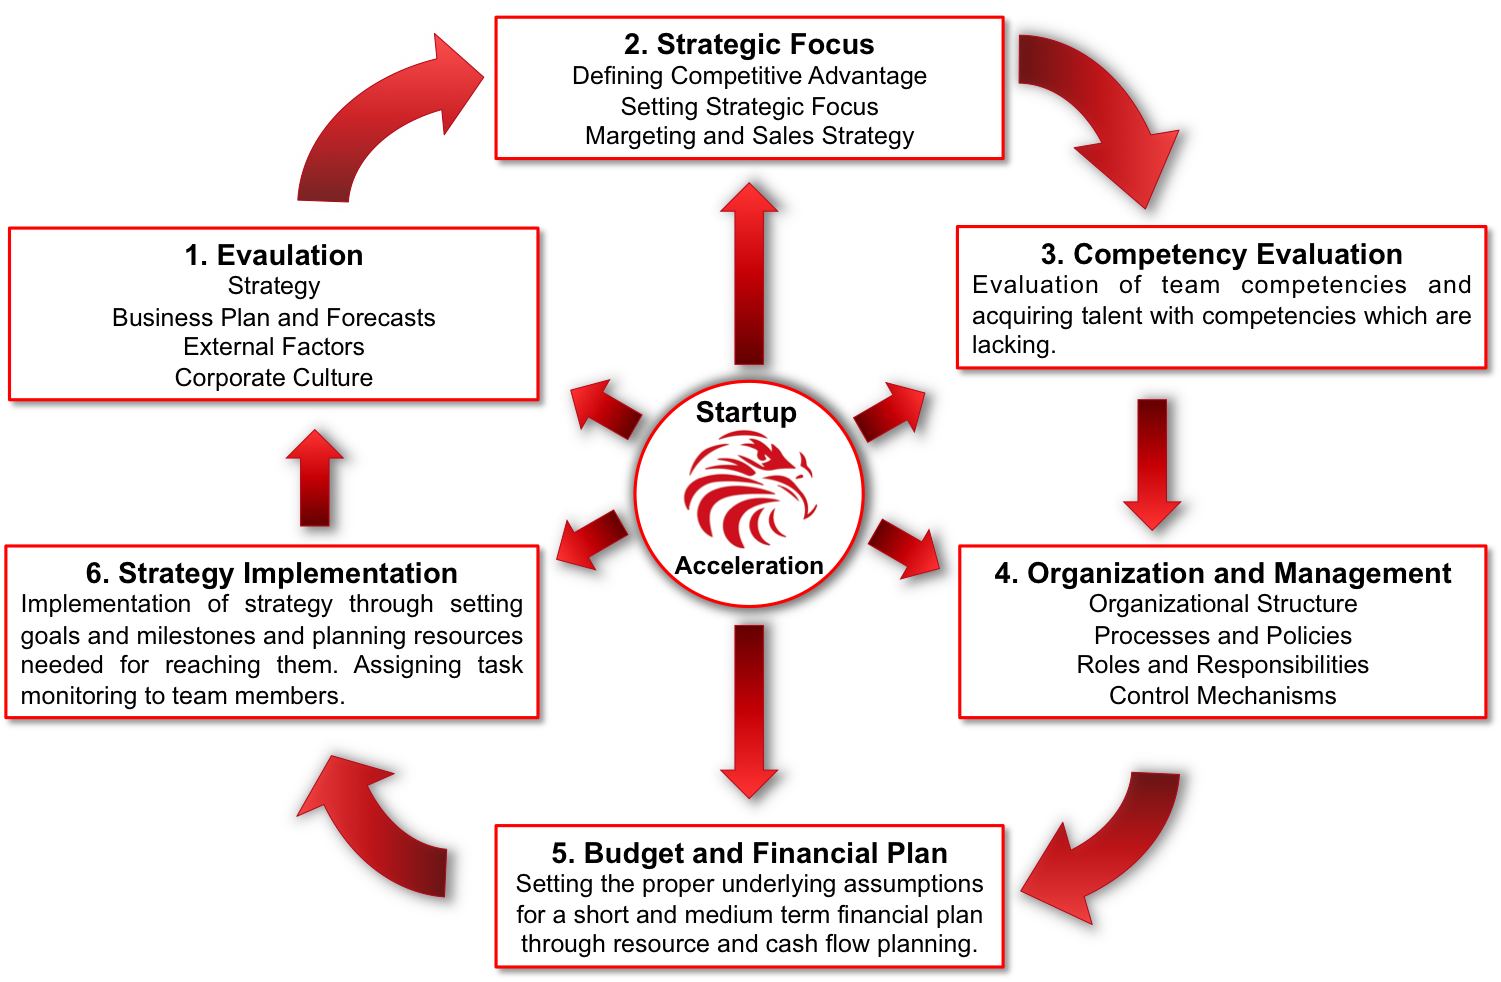 2. Strategic Focus
Defining Competitive Advantage
Setting Strategic Focus
Margeting and Sales Strategy
1. Evaulation
Strategy
Business Plan and Forecasts
External Factors
Corporate Culture
3. Competency Evaluation
Evaluation of team competencies and
acquiring talent with competencies which are
lacking.
Startup
Acceleration
6. Strategy Implementation
Implementation of strategy through setting
goals and milestones and planning resources
needed for reaching them. Assigning task
monitoring to team members.
4. Organization and Management
Organizational Structure
Processes and Policies
Roles and Responsibilities
Control Mechanisms
5. Budget and Financial Plan
Setting the proper underlying assumptions
for a short and medium term financial plan
through resource and cash flow planning.